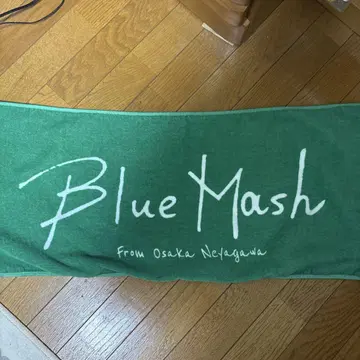 Blue Mash
From Osaka Neyagawa